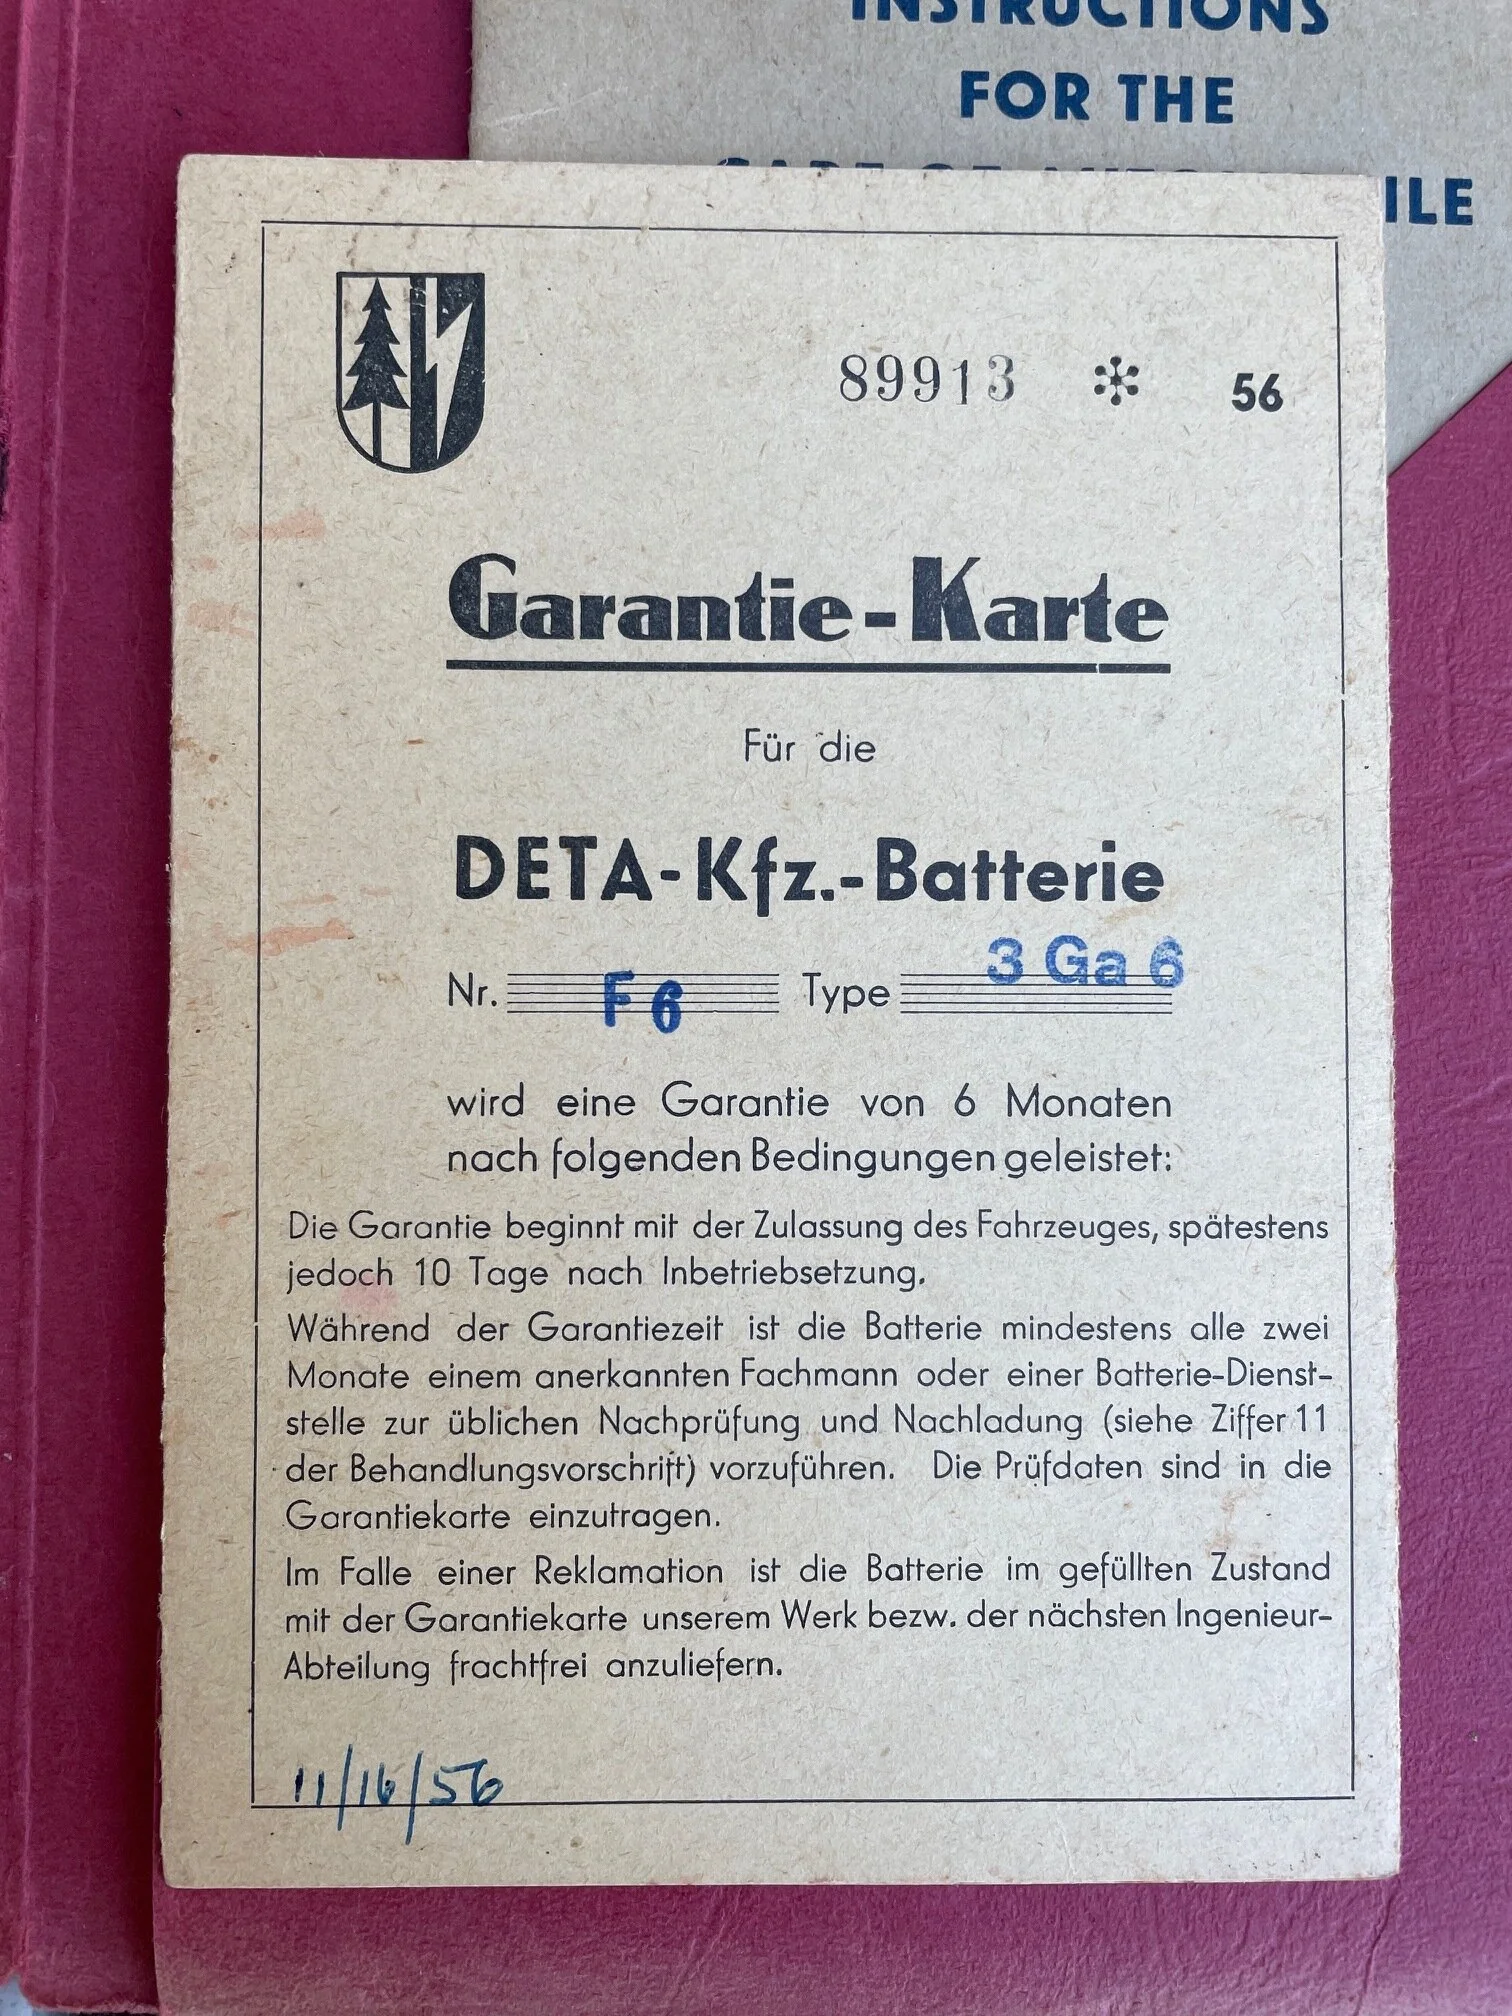 INSTRUCTIONS
FOR THE
ILE
89913 * 56
Garantie-Karte
Für die
DETA-Kfz.-Batterie
Nr. F 6 Type 3 Ga 6
wird eine Garantie von 6 Monaten
nach folgenden Bedingungen geleistet:
Die Garantie beginnt mit der Zulassung des Fahrzeuges, spätestens
jedoch 10 Tage nach Inbetriebsetzung.
Während der Garantiezeit ist die Batterie mindestens alle zwei
Monate einem anerkannten Fachmann oder einer Batterie-Dienst-
stelle zur üblichen Nachprüfung und Nachladung (siehe Ziffer 11
der Behandlungsvorschrift) vorzuführen. Die Prüfdaten sind in die
Garantiekarte einzutragen.
Im Falle einer Reklamation ist die Batterie im gefüllten Zustand
mit der Garantiekarte unserem Werk bezw. der nächsten Ingenieur-
Abteilung frachtfrei anzuliefern.
11/16/56